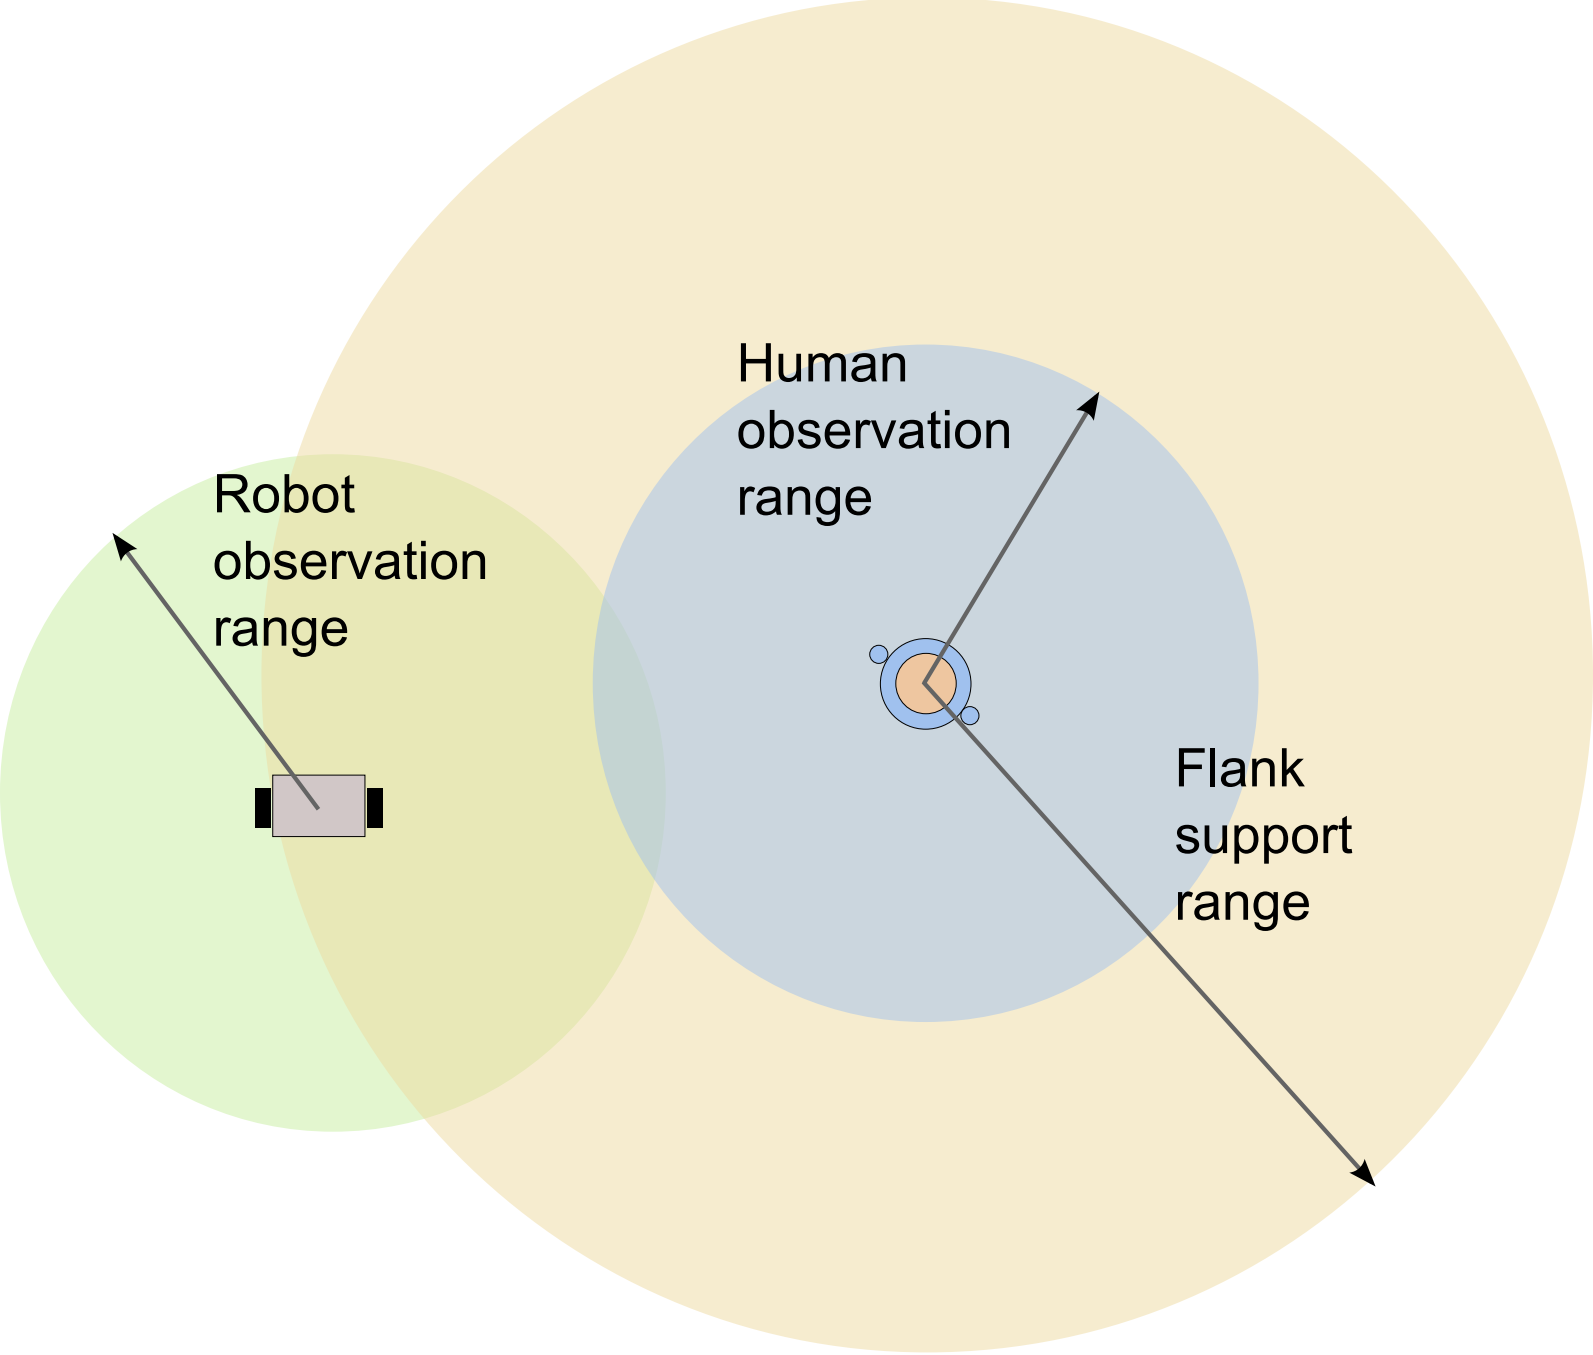 Robot
observation
range
Human
observation
range
Flank
support
range